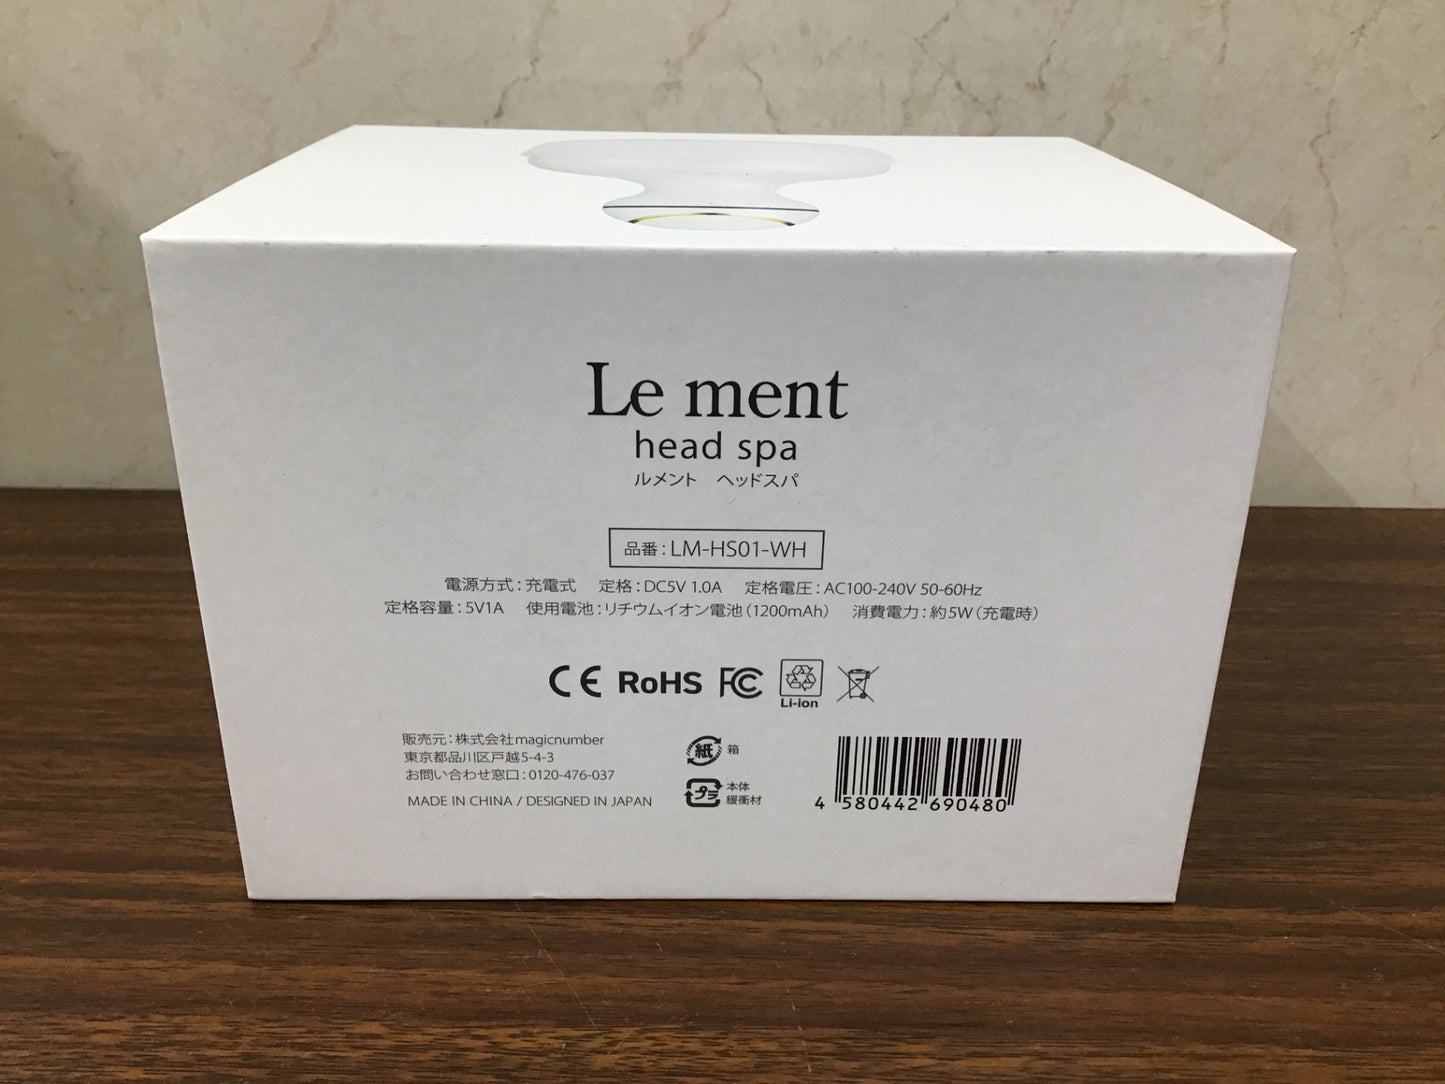 Le ment
head spa
ルメント ヘッドスパ
品番：LM-HS01-WH
電源方式：充電式 定格：DC5V 1.0A 定格電圧：AC100-240V 50-60Hz
定格容量：5V1A 使用電池：リチウムイオン電池（1200mAh） 消費電力：約5W（充電時）
CE RoHS FC
Li-ion
販売元：株式会社magicnumber
東京都品川区戸越5-4-3
お問い合わせ窓口：0120-476-037
MADE IN CHINA / DESIGNED IN JAPAN
紙 箱
プラ 本体
緩衝材
4 580442 690480